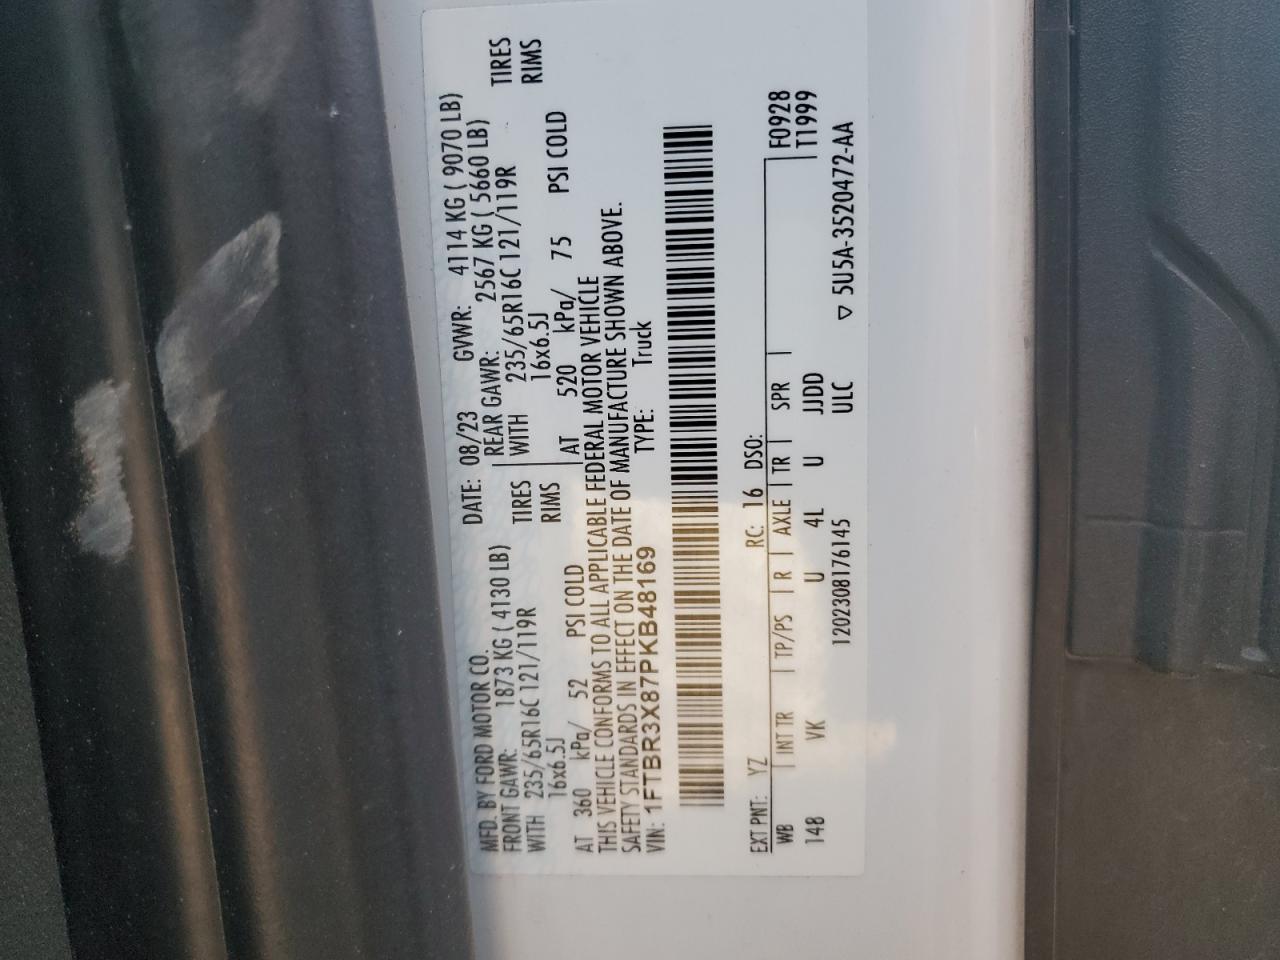 MFD. BY FORD MOTOR CO.
DATE: 08/23 GVWR: 4114 KG ( 9070 LB)
FRONT GAWR: 1873 KG ( 4130 LB) REAR GAWR: 2567 KG ( 5660 LB)
WITH 235/65R16C 121/119R TIRES WITH 235/65R16C 121/119R TIRES
16x6.5J RIMS 16x6.5J RIMS
AT 360 kPa/ 52 PSI COLD AT 520 kPa/ 75 PSI COLD
THIS VEHICLE CONFORMS TO ALL APPLICABLE FEDERAL MOTOR VEHICLE
SAFETY STANDARDS IN EFFECT ON THE DATE OF MANUFACTURE SHOWN ABOVE.
VIN: 1FTBR3X87PKB48169 TYPE: Truck
EXT PNT: YZ RC: 16 DSO: F0928
WB INT TR TP/PS R AXLE TR SPR T1999
148 VK U 4L U JJDD
1202308176145 ULC ▽ 5U5A-3520472-AA